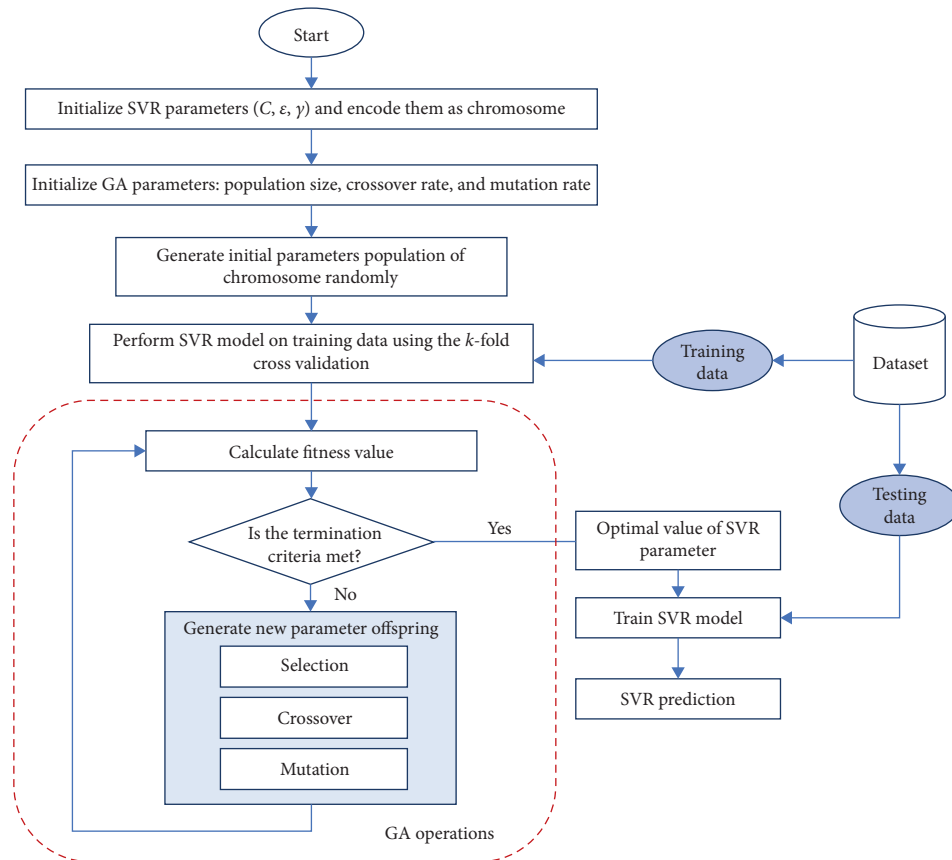 Start
Initialize SVR parameters (C, ε, γ) and encode them as chromosome
Initialize GA parameters: population size, crossover rate, and mutation rate
Generate initial parameters population of
chromosome randomly
Perform SVR model on training data using the k-fold
cross validation
Training
data
Dataset
Calculate fitness value
Testing
data
Is the termination
criteria met?
Yes
Optimal value of SVR
parameter
No
Generate new parameter offspring
Train SVR model
Selection
SVR prediction
Crossover
Mutation
GA operations